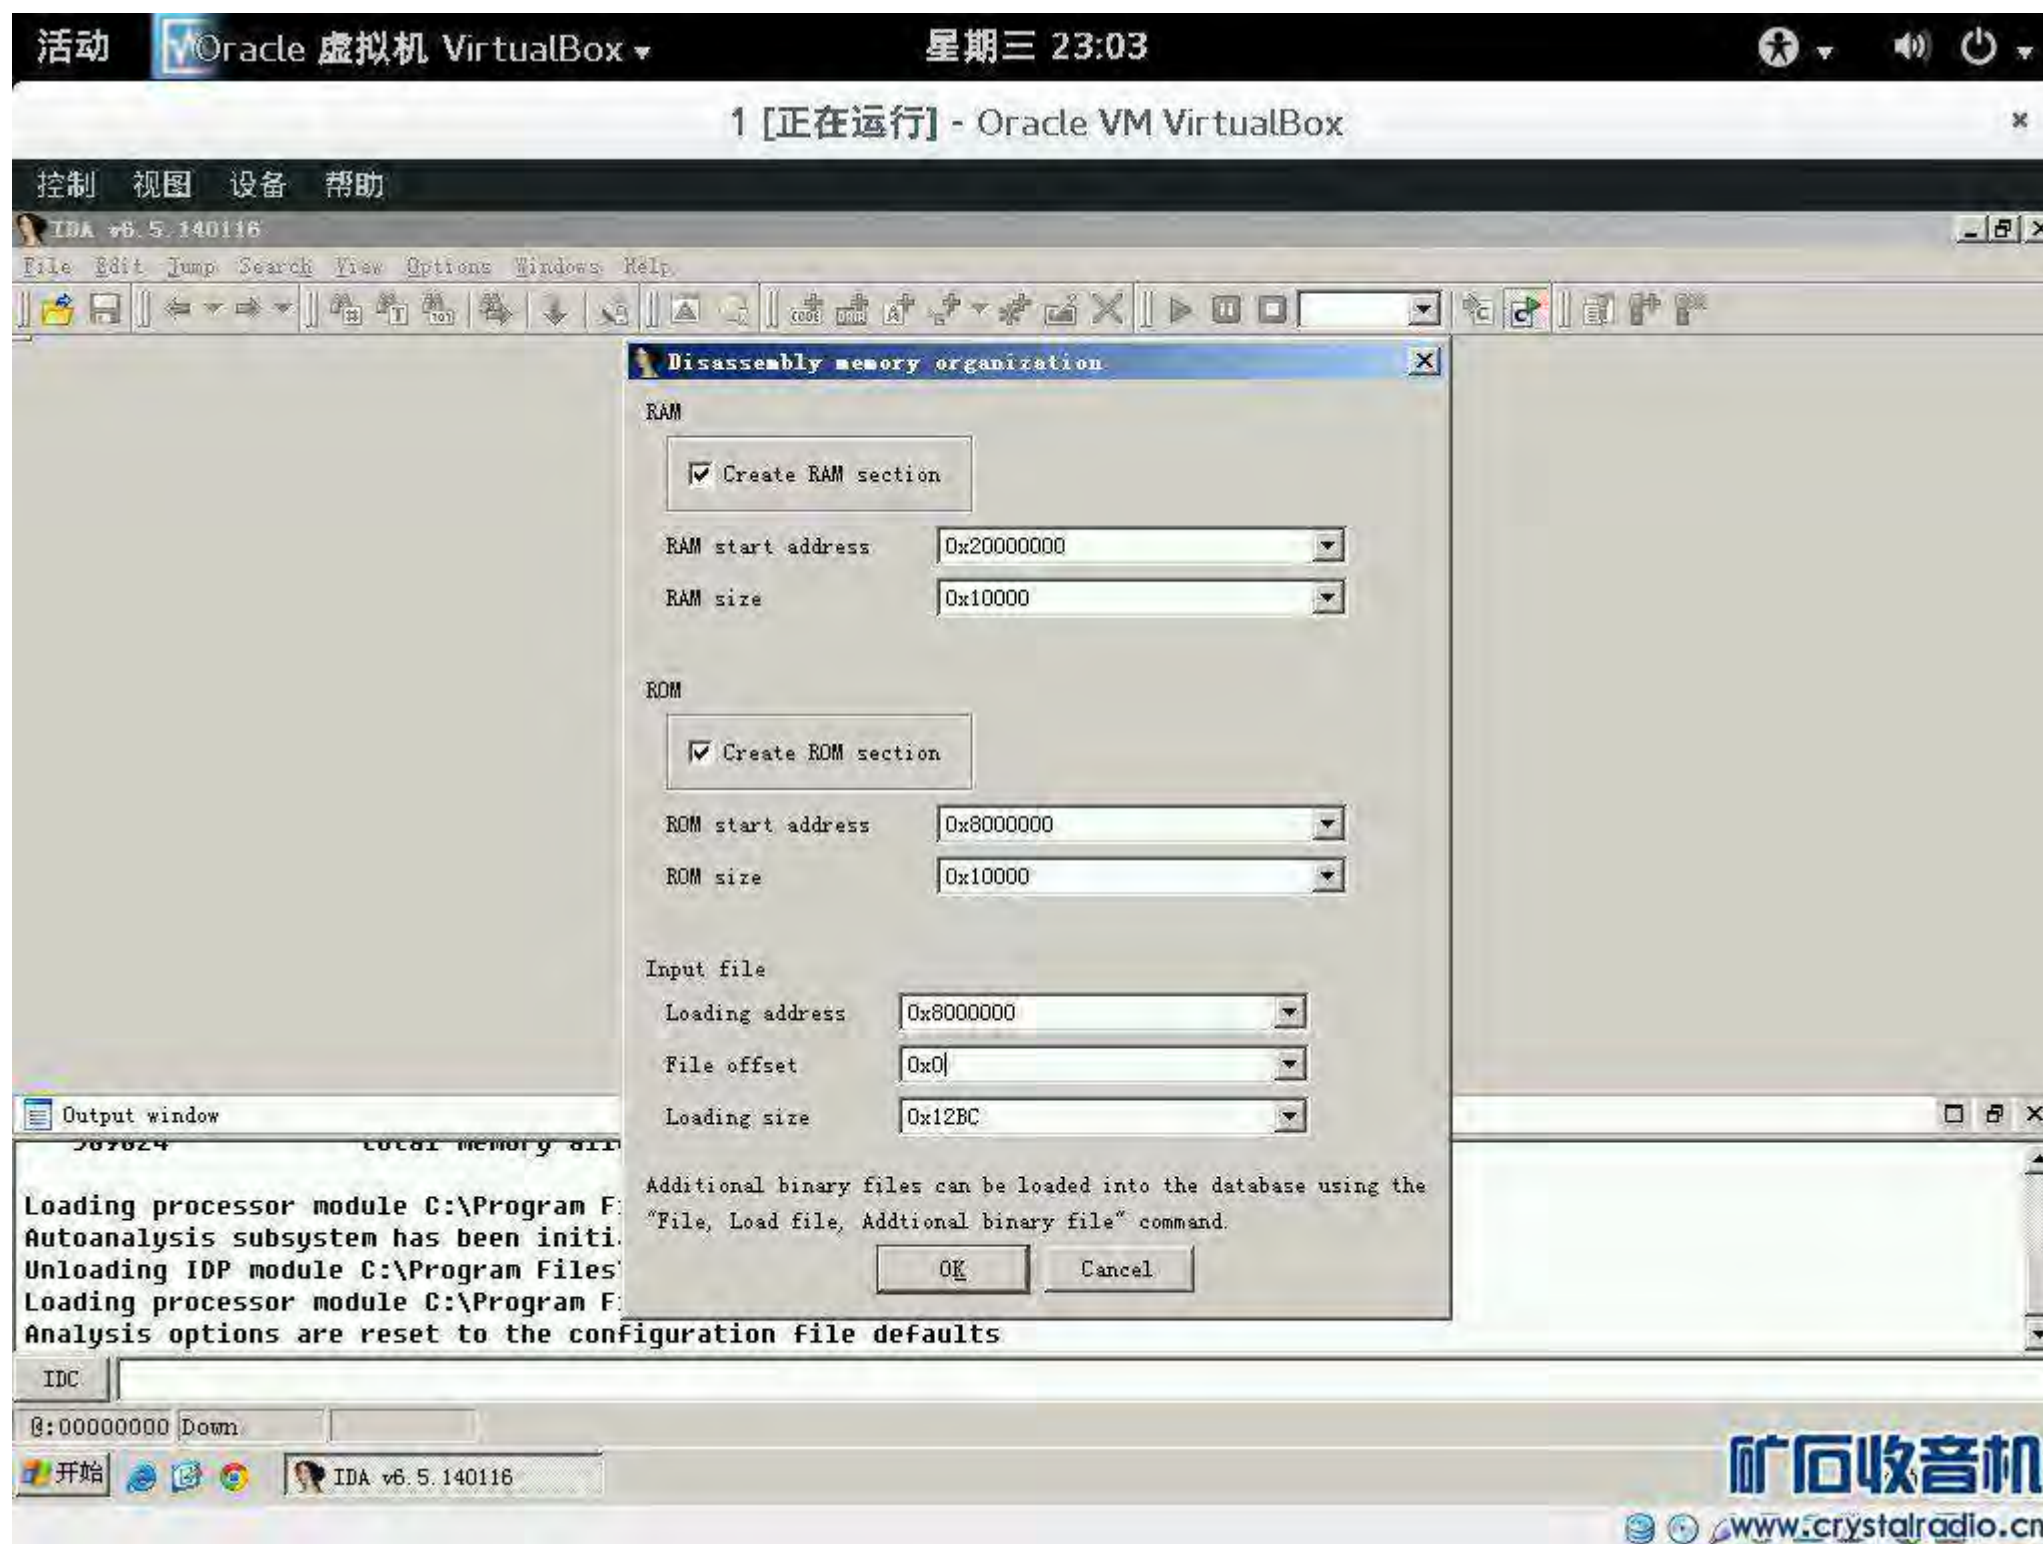 活动 Oracle 虚拟机 VirtualBox 星期三 23:03
1 [正在运行] - Oracle VM VirtualBox
控制 视图 设备 帮助
IDA v6.5.140116
File Edit Jump Search View Options Windows Help
Disassembly memory organization
RAM
Create RAM section
RAM start address 0x20000000
RAM size 0x10000
ROM
Create ROM section
ROM start address 0x8000000
ROM size 0x10000
Input file
Loading address 0x8000000
File offset 0x0
Loading size 0x12BC
Additional binary files can be loaded into the database using the
"File, Load file, Addtional binary file" command.
OK Cancel
Output window
Loading processor module C:\Program F
Autoanalysis subsystem has been initi
Unloading IDP module C:\Program Files
Loading processor module C:\Program F
Analysis options are reset to the configuration file defaults
IDC
@:00000000 Down
开始 IDA v6.5.140116
矿石收音机
www.crystalradio.cn